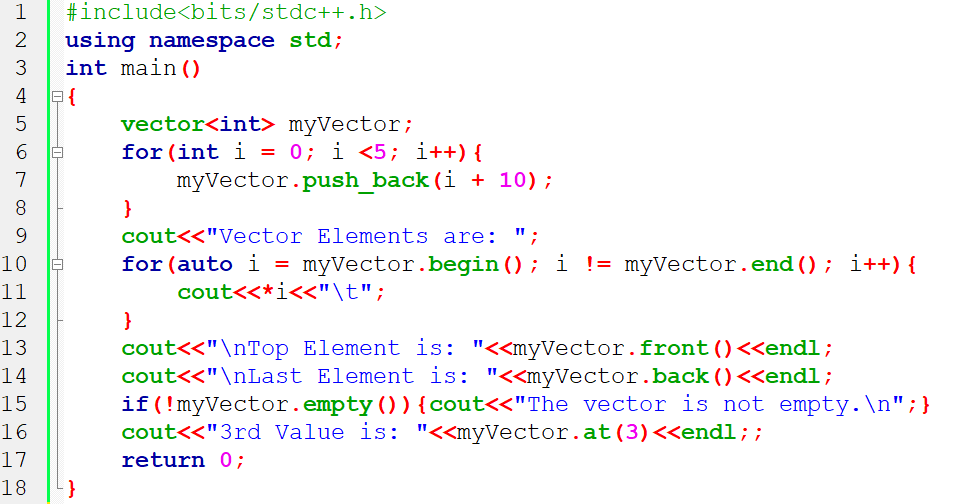 1 #include<bits/stdc++.h>
2 using namespace std;
3 int main()
4 {
5 vector<int> myVector;
6 for(int i = 0; i <5; i++){
7 myVector.push_back(i + 10);
8 }
9 cout<<"Vector Elements are: ";
10 for(auto i = myVector.begin(); i != myVector.end(); i++){
11 cout<<*i<<"\t";
12 }
13 cout<<"\nTop Element is: "<<myVector.front()<<endl;
14 cout<<"\nLast Element is: "<<myVector.back()<<endl;
15 if(!myVector.empty()){cout<<"The vector is not empty.\n";}
16 cout<<"3rd Value is: "<<myVector.at(3)<<endl;;
17 return 0;
18 }